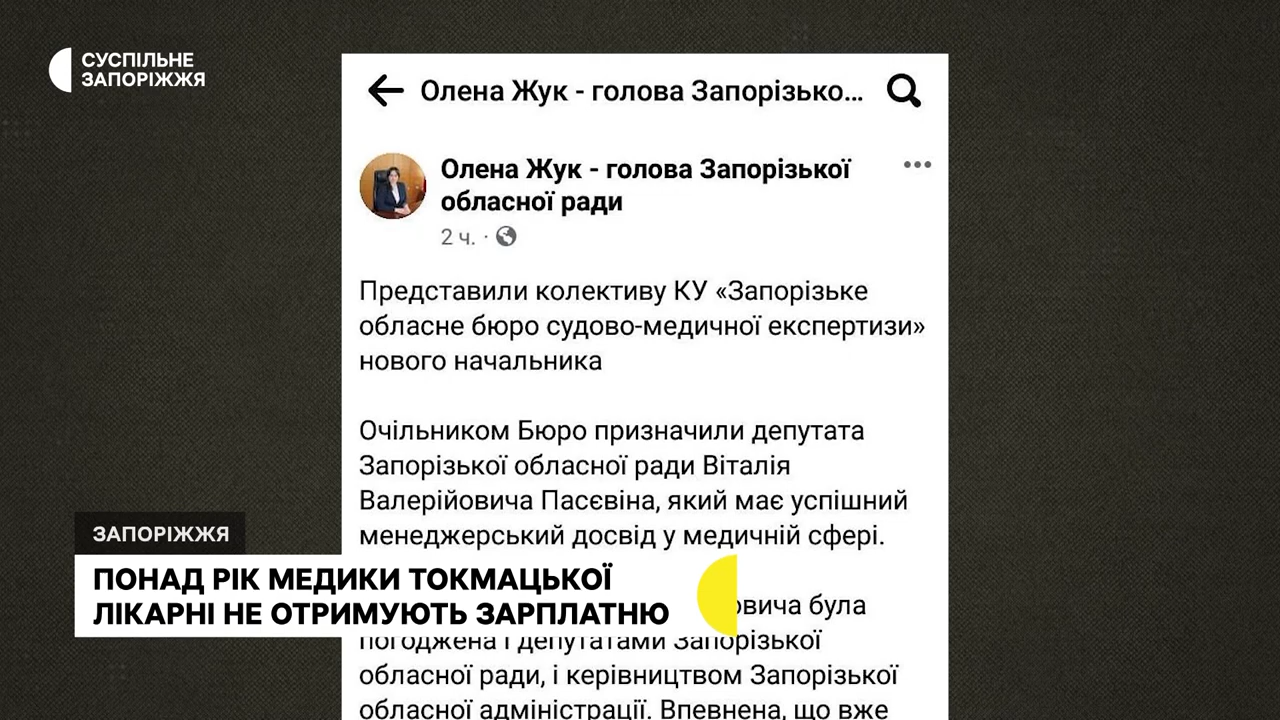 СУСПІЛЬНЕ
ЗАПОРІЖЖЯ
Олена Жук - голова Запорізько...
Олена Жук - голова Запорізької
обласної ради
2 ч. ·
Представили колективу КУ «Запорізьке
обласне бюро судово-медичної експертизи»
нового начальника
Очільником Бюро призначили депутата
Запорізької обласної ради Віталія
Валерійовича Пасєвіна, який має успішний
менеджерський досвід у медичній сфері.
була
погоджена і депутатами Запорізької
обласної ради, і керівництвом Запорізької
обласної адміністрації. Впевнена, що вже
ЗАПОРІЖЖЯ
ПОНАД РІК МЕДИКИ ТОКМАЦЬКОЇ
ЛІКАРНІ НЕ ОТРИМУЮТЬ ЗАРПЛАТНЮ